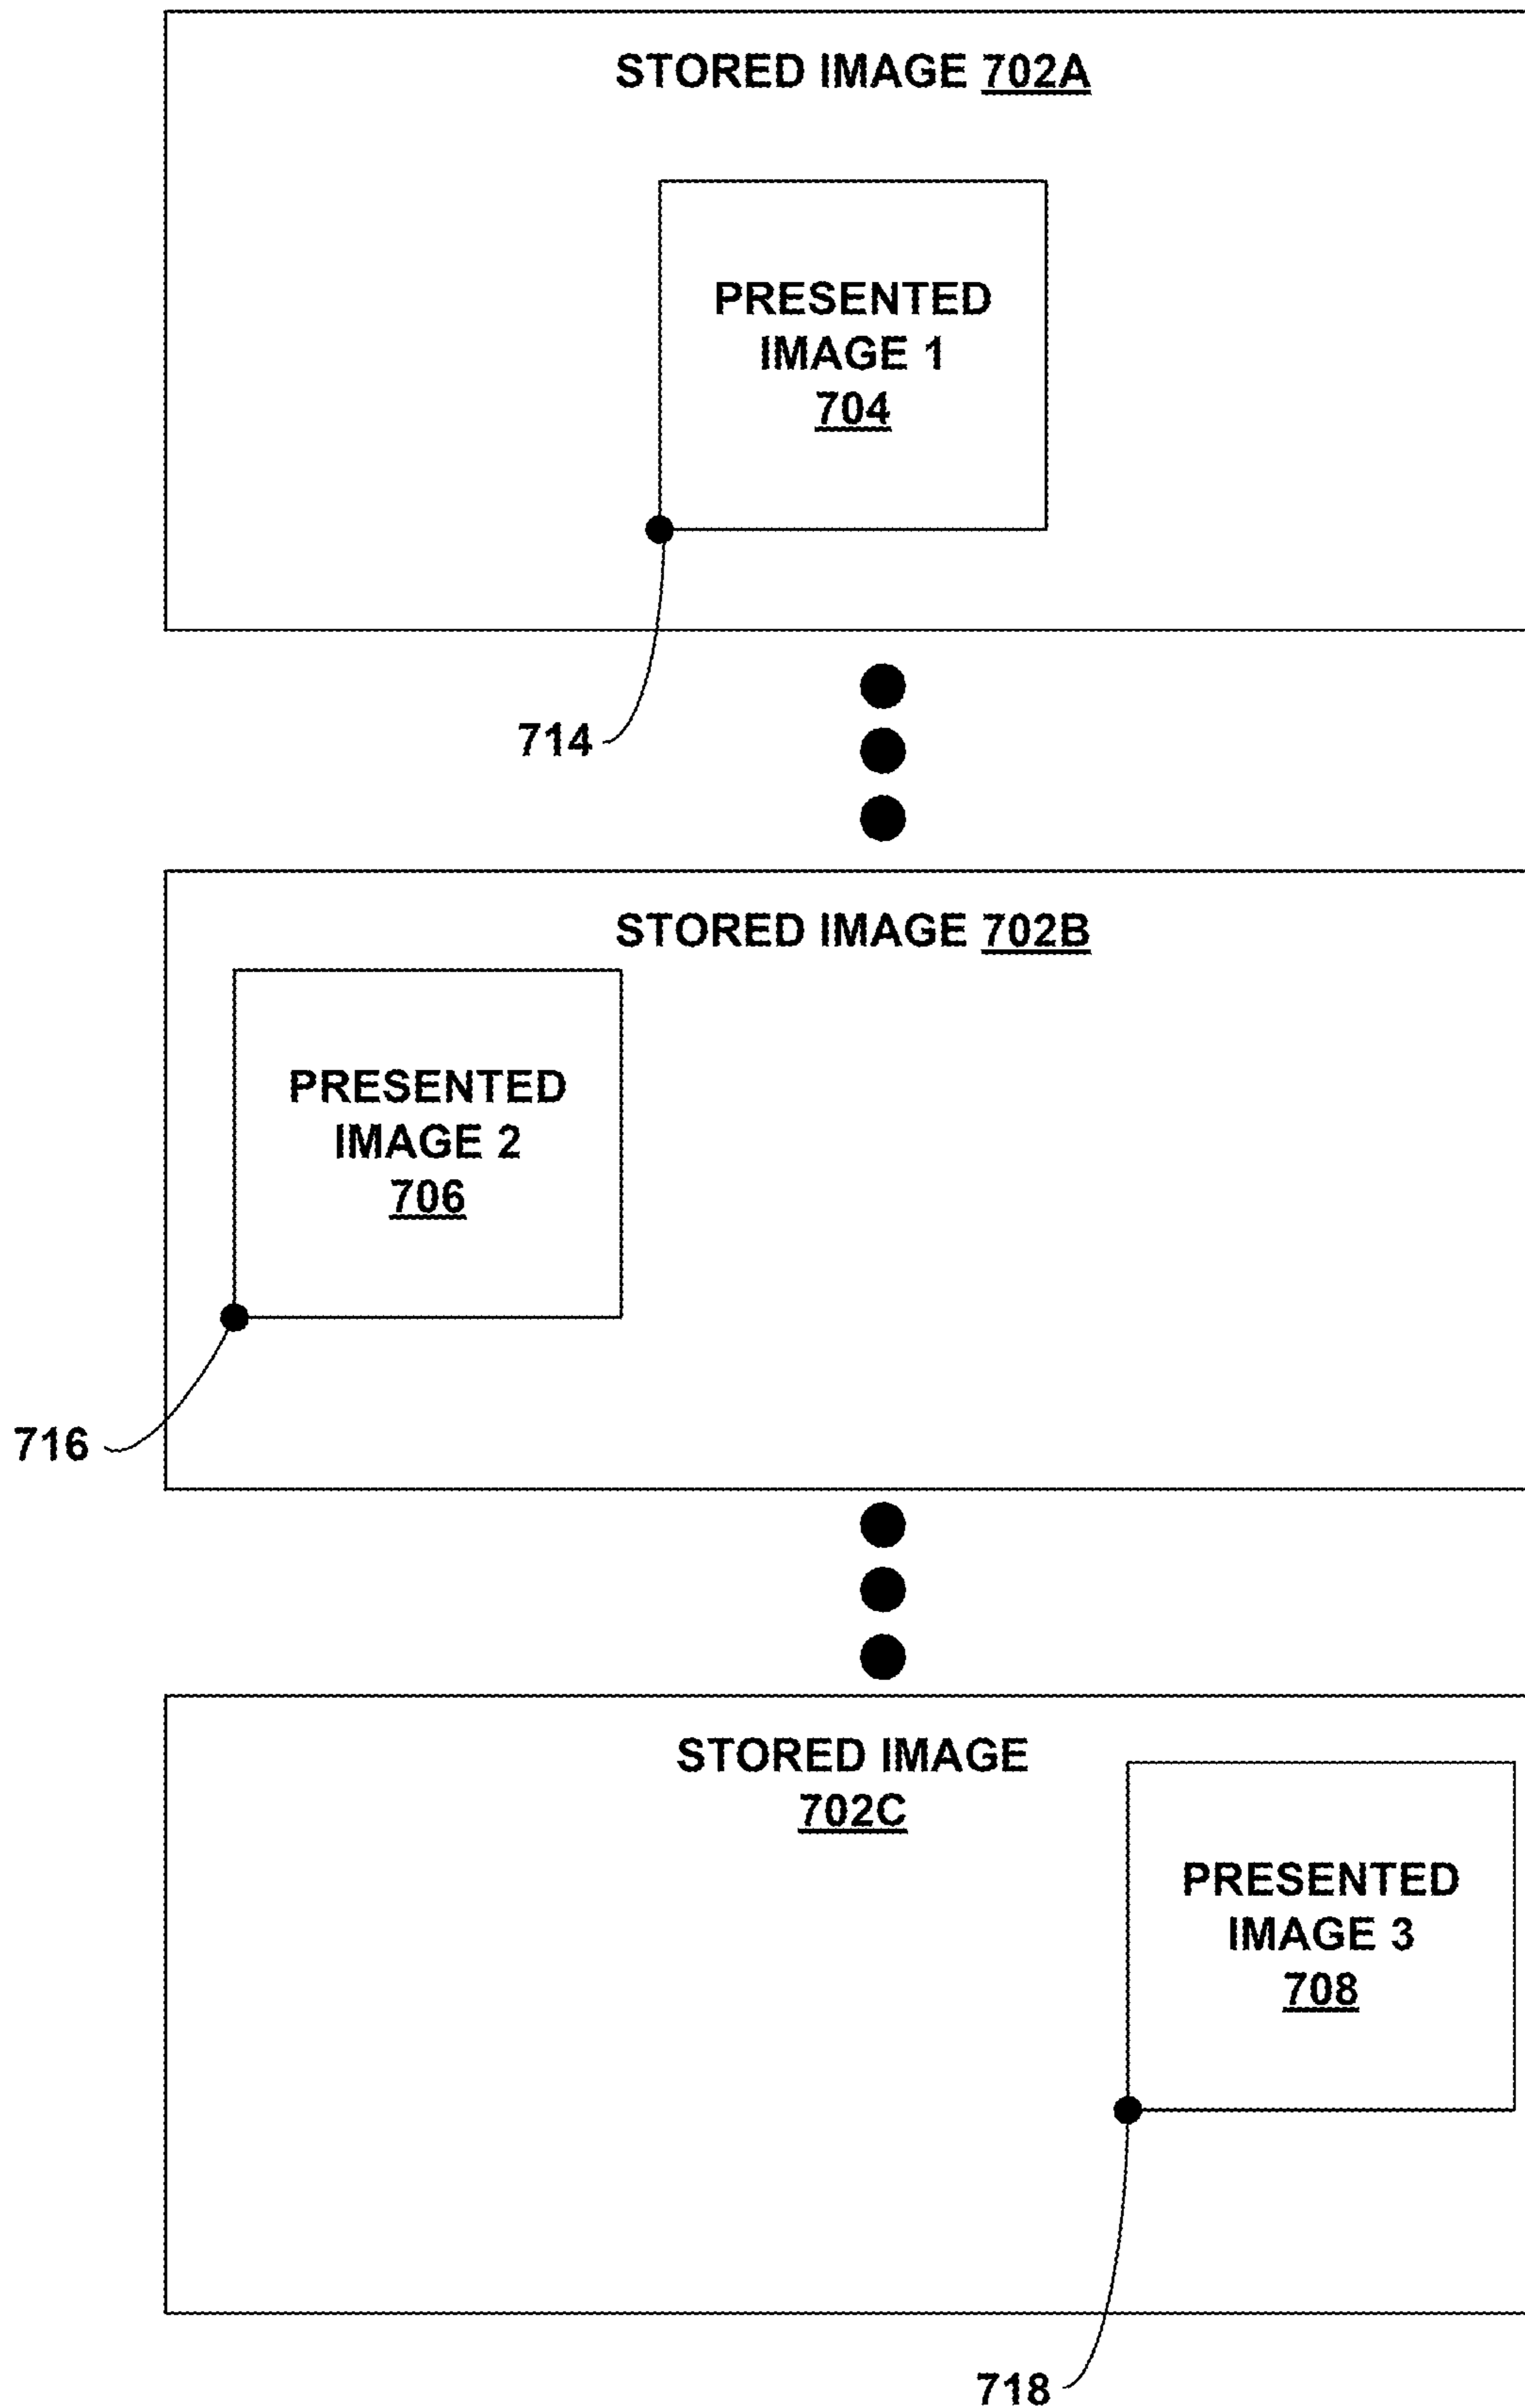 STORED IMAGE 702A
PRESENTED
IMAGE 1
704
714
STORED IMAGE 702B
PRESENTED
IMAGE 2
706
716
STORED IMAGE
702C
PRESENTED
IMAGE 3
708
718